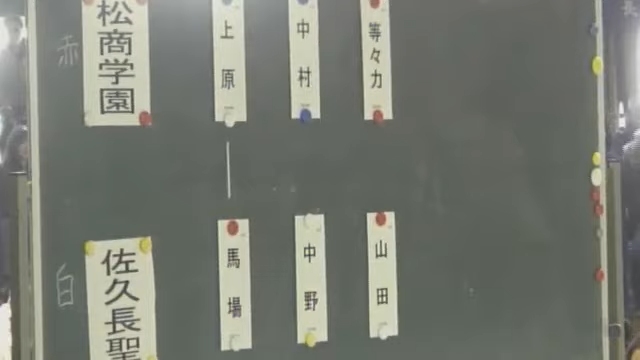 赤
松商学園
上原
中村
等々力
白
佐久長聖
馬場
中野
山田